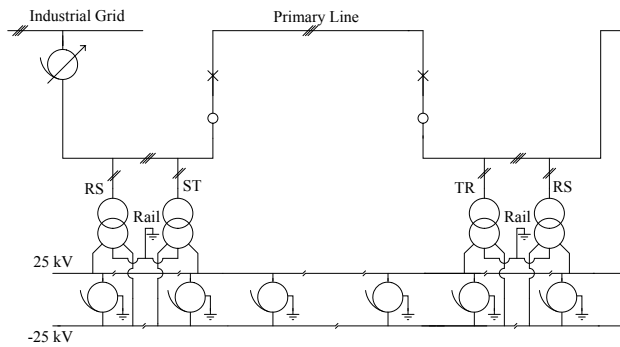 Industrial Grid
Primary Line
RS
ST
TR
RS
Rail
Rail
25 kV
-25 kV